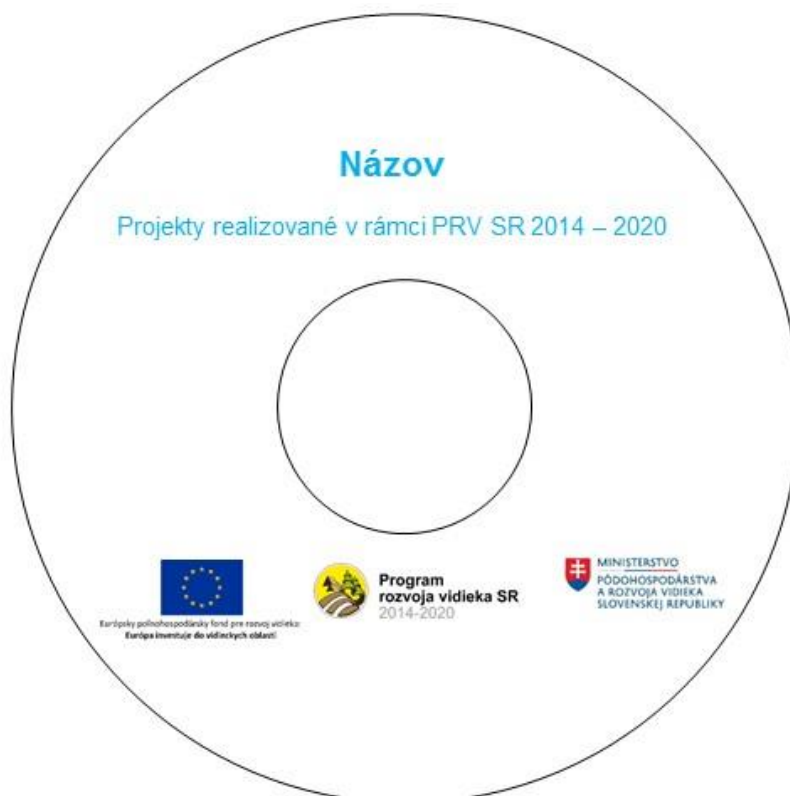 Názov
Projekty realizované v rámci PRV SR 2014 – 2020
Európsky poľnohospodársky fond pre rozvoj vidieka:
Európa investuje do vidieckych oblastí
Program
rozvoja vidieka SR
2014-2020
MINISTERSTVO
PÔDOHOSPODÁRSTVA
A ROZVOJA VIDIEKA
SLOVENSKEJ REPUBLIKY